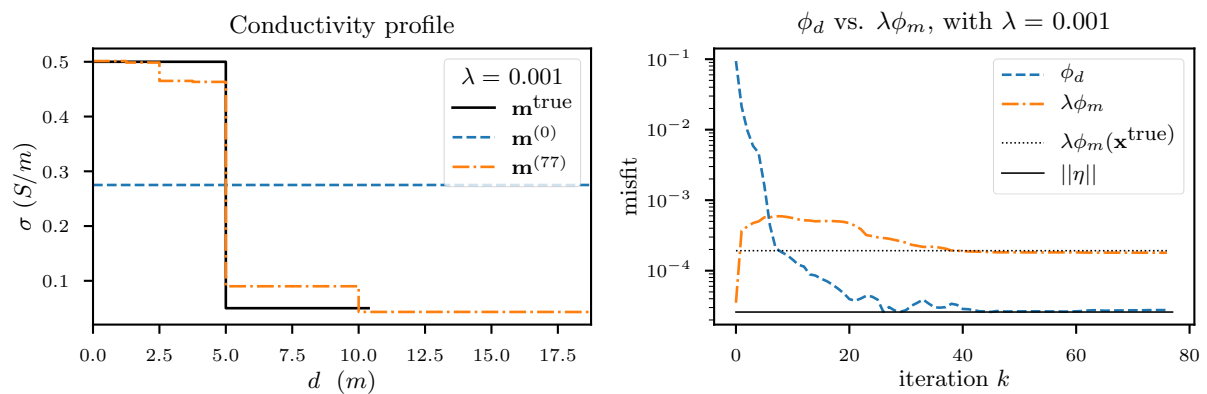 Conductivity profile
σ (S/m)
0.5
0.4
0.3
0.2
0.1
λ = 0.001
m^true
m^(0)
m^(77)
0.0 2.5 5.0 7.5 10.0 12.5 15.0 17.5
d (m)
ϕ_d vs. λϕ_m, with λ = 0.001
misfit
10^−1
10^−2
10^−3
10^−4
ϕ_d
λϕ_m
λϕ_m(x^true)
||η||
0 20 40 60 80
iteration k